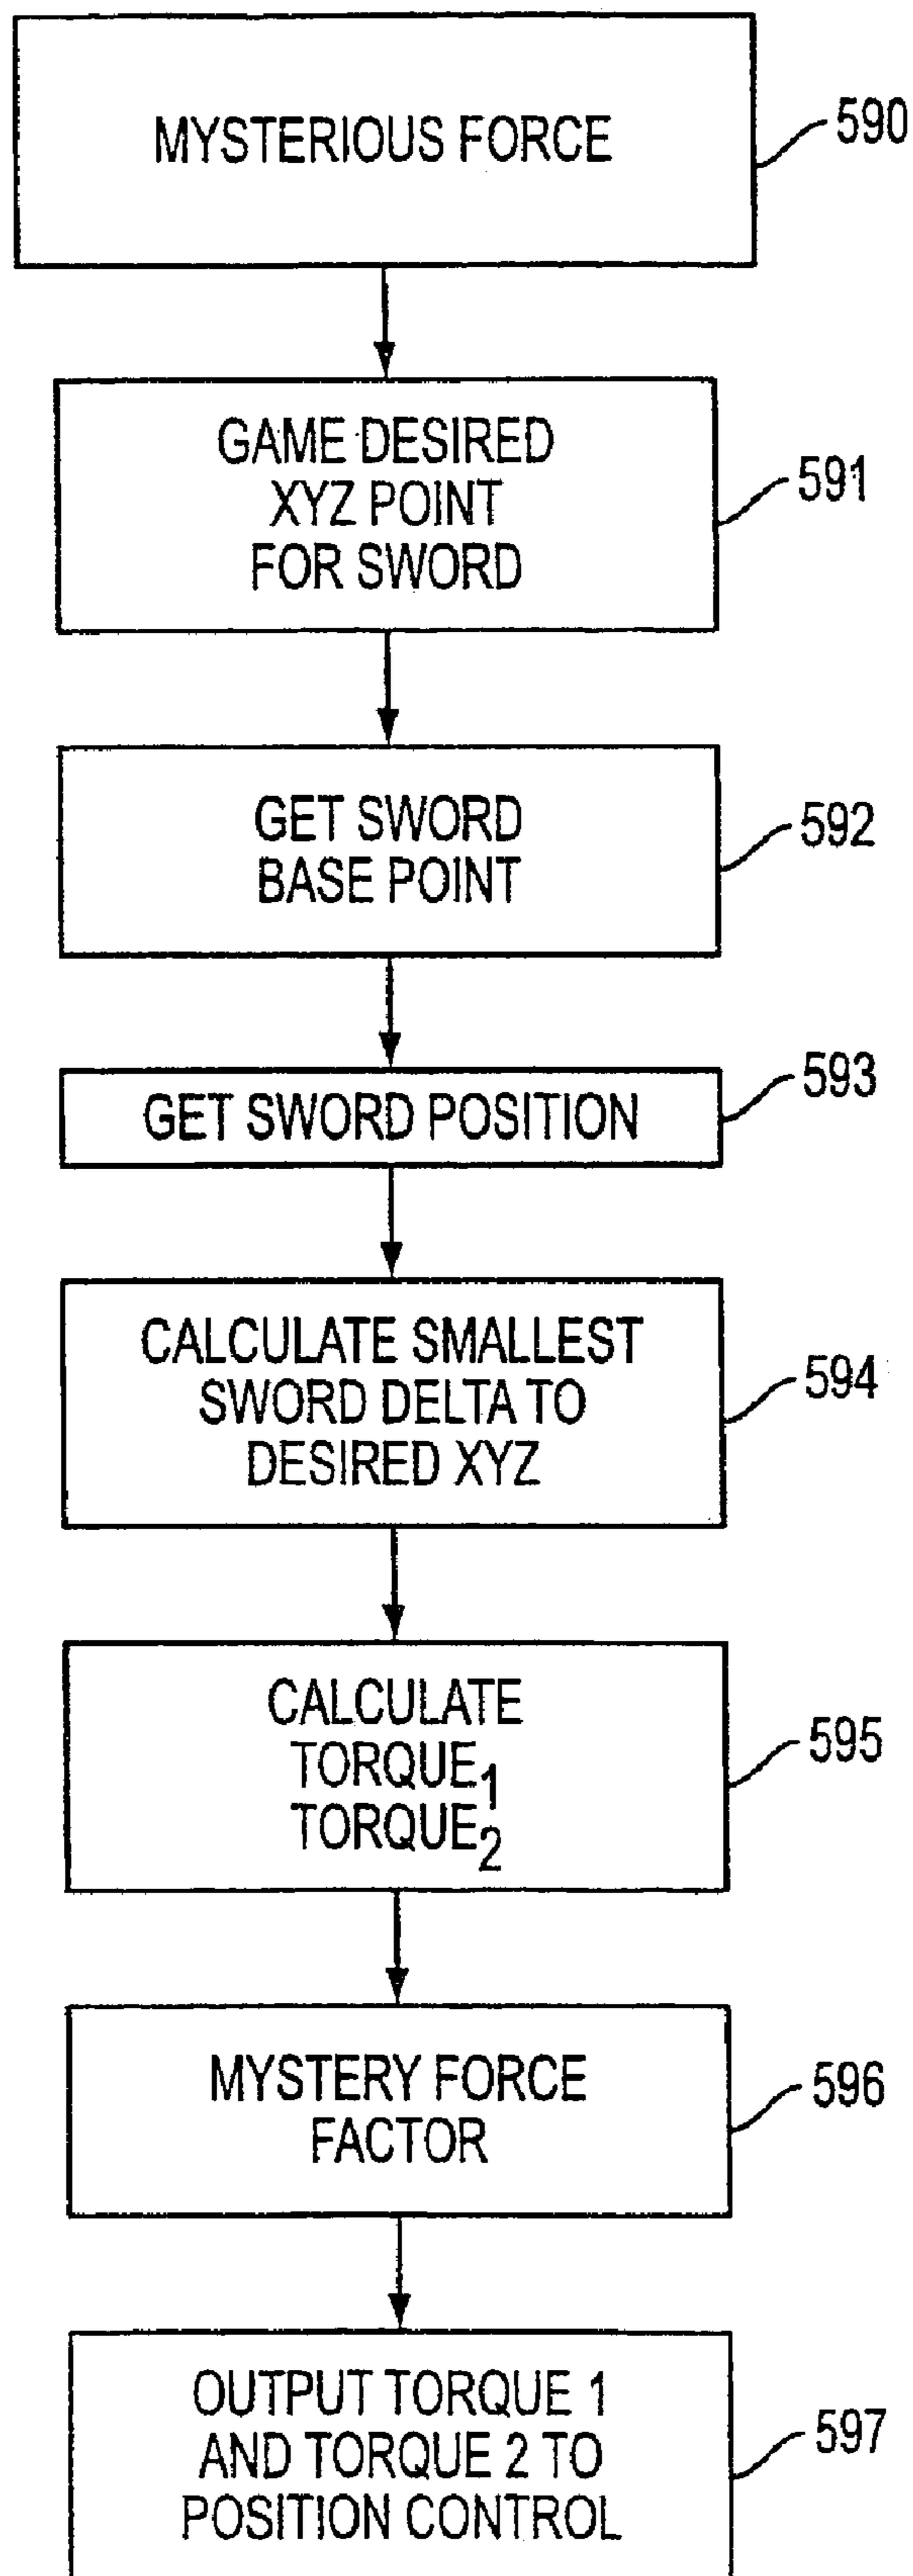 MYSTERIOUS FORCE
590
GAME DESIRED
XYZ POINT
FOR SWORD
591
GET SWORD
BASE POINT
592
GET SWORD POSITION
593
CALCULATE SMALLEST
SWORD DELTA TO
DESIRED XYZ
594
CALCULATE
TORQUE1
TORQUE2
595
MYSTERY FORCE
FACTOR
596
OUTPUT TORQUE 1
AND TORQUE 2 TO
POSITION CONTROL
597